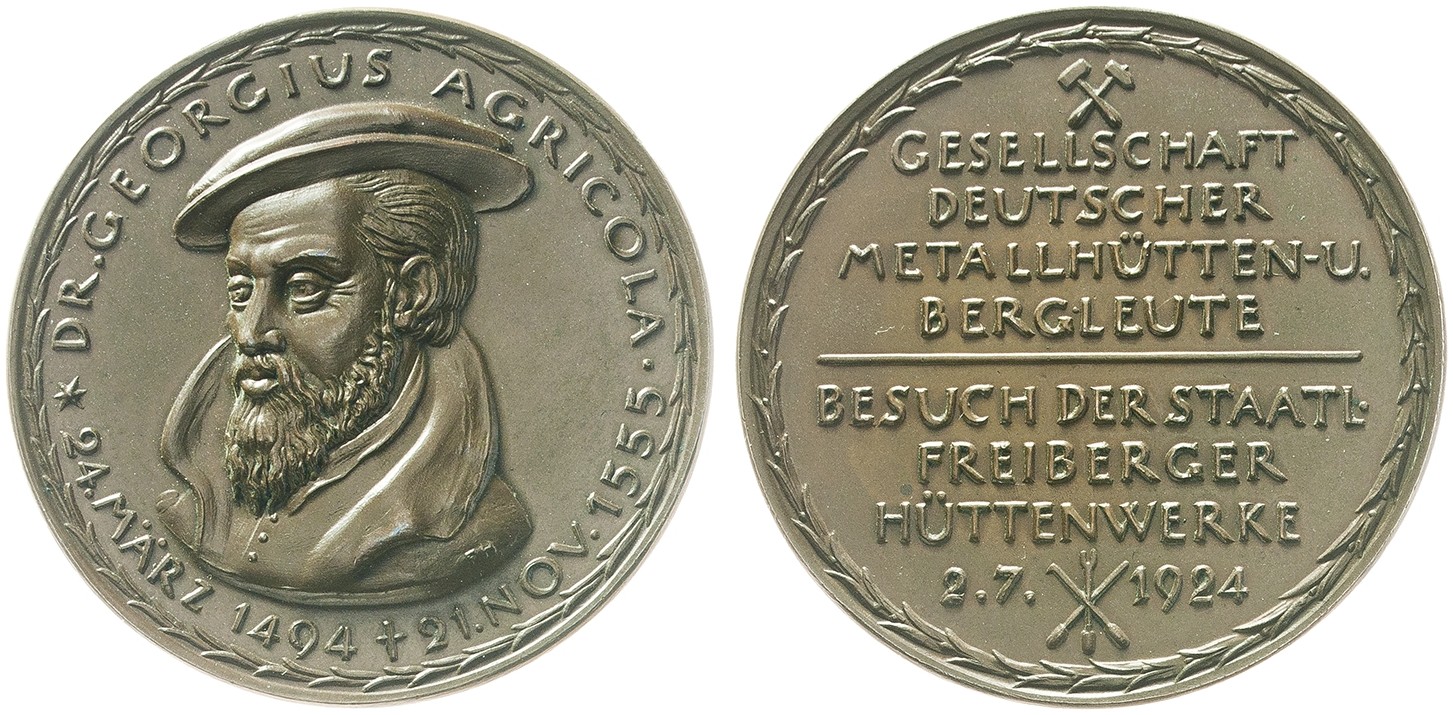 DR. GEORGIUS AGRICOLA ·
* 24. MÄRZ 1494 † 21. NOV. 1555 ·
GESELLSCHAFT
DEUTSCHER
METALLHÜTTEN-U.
BERGLEUTE
BESUCH DER STAATL·
FREIBERGER
HÜTTENWERKE
2.7. 1924